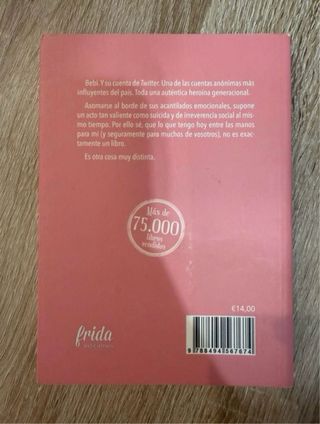 Bebi. Y su cuenta de Twitter. Una de las cuentas anónimas más
influyentes del país. Toda una auténtica heroína generacional.
Asomarse al borde de sus acantilados emocionales, supone
un acto tan valiente como suicida y de irreverencia social al mis-
mo tiempo. Por ello sé, que lo que tengo hoy entre las manos
para mí (y seguramente para muchos de vosotros), no es exac-
tamente un libro.
Es otra cosa muy distinta.
Más de
75.000
libros
vendidos
€14,00
frida
ediciones
9 788494 567674